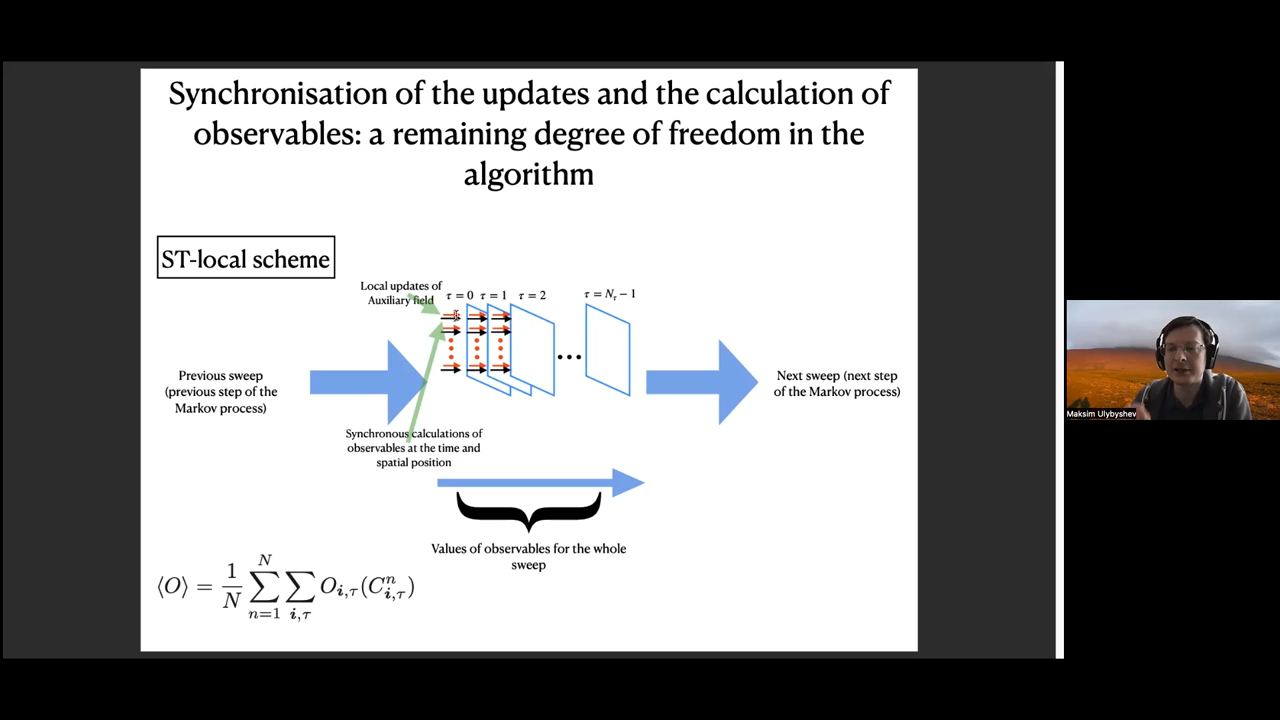 Synchronisation of the updates and the calculation of
observables: a remaining degree of freedom in the
algorithm
ST-local scheme
Local updates of
Auxiliary field
τ = 0 τ = 1 τ = 2 τ = Nτ − 1
Previous sweep
(previous step of the
Markov process)
Next sweep (next step
of the Markov process)
Synchronous calculations of
observables at the time and
spatial position
Values of observables for the whole
sweep
⟨O⟩ = 1/N ∑_{n=1}^{N} ∑_{i,τ} O_{i,τ}(C^n_{i,τ})
Maksim Ulybyshev